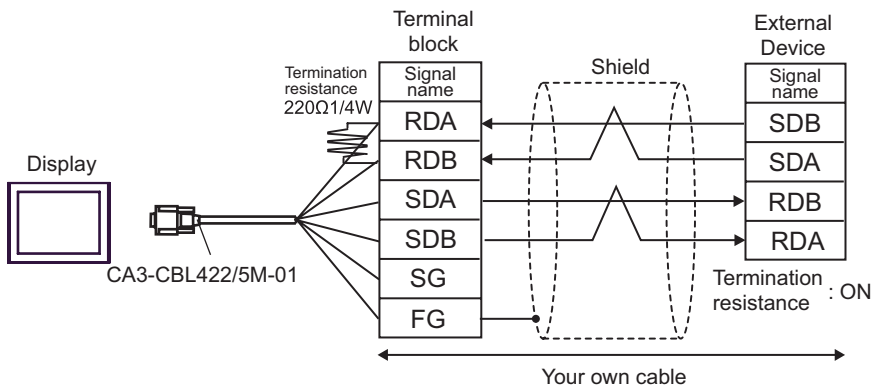 Terminal
block
External
Device
Termination
resistance
220Ω1/4W
Signal
name
Shield
Signal
name
RDA
SDB
RDB
SDA
Display
SDA
RDB
SDB
RDA
CA3-CBL422/5M-01
SG
Termination
resistance : ON
FG
Your own cable